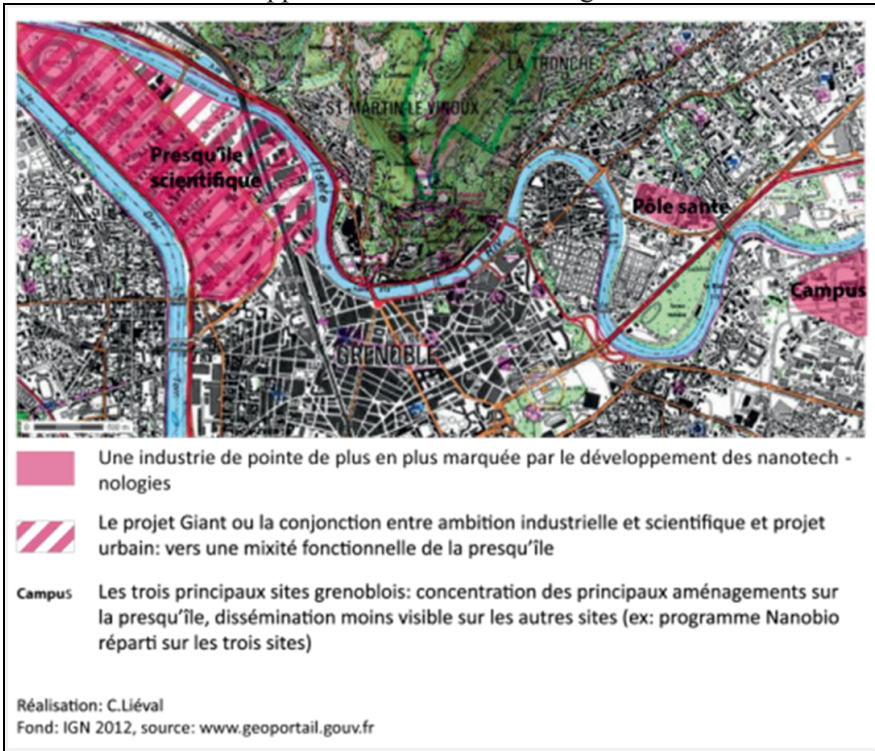 LA TRONCHE
ST-MARTIN-LE-VINOUX
Presqu'île
scientifique
Isère
Pôle santé
Drac
Campus
GRENOBLE
Une industrie de pointe de plus en plus marquée par le développement des nanotech -
nologies
Le projet Giant ou la conjonction entre ambition industrielle et scientifique et projet
urbain: vers une mixité fonctionnelle de la presqu'île
Campus
Les trois principaux sites grenoblois: concentration des principaux aménagements sur
la presqu'île, dissémination moins visible sur les autres sites (ex: programme Nanobio
réparti sur les trois sites)
Réalisation: C.Liéval
Fond: IGN 2012, source: www.geoportail.gouv.fr